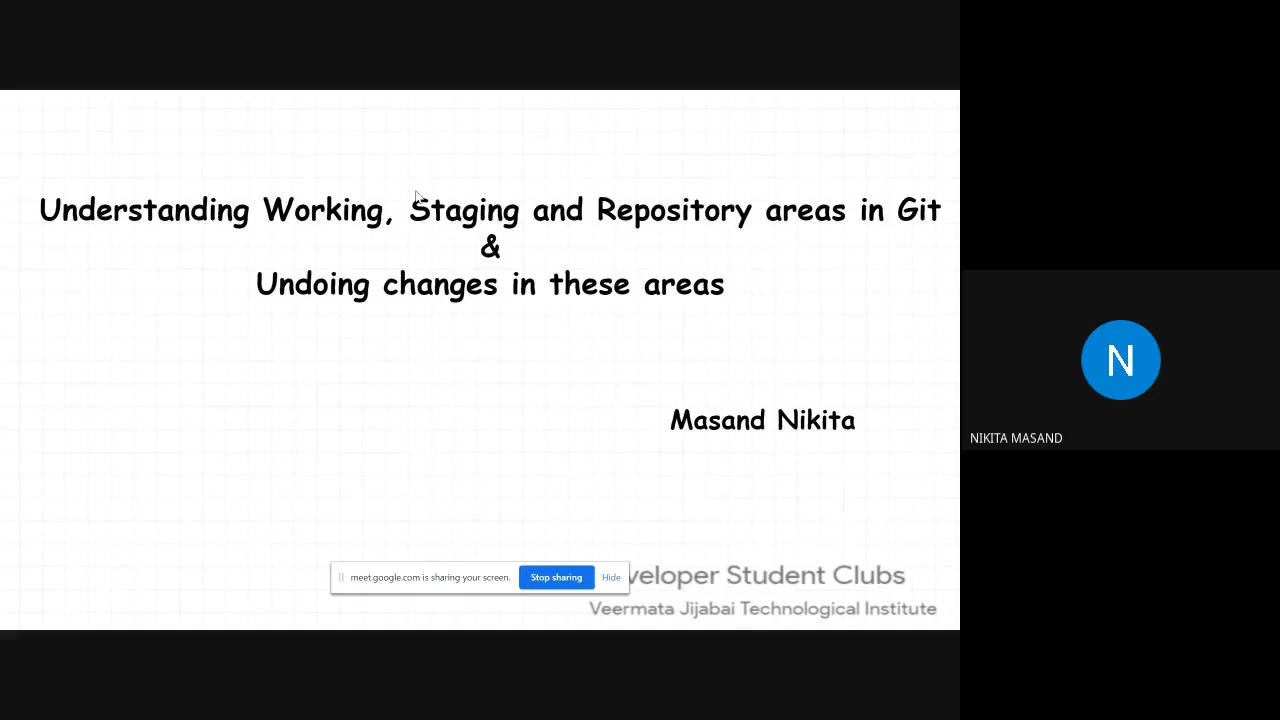 Understanding Working, Staging and Repository areas in Git
&
Undoing changes in these areas
Masand Nikita
N
NIKITA MASAND
meet.google.com is sharing your screen.
Stop sharing
Hide
veloper Student Clubs
Veermata Jijabai Technological Institute